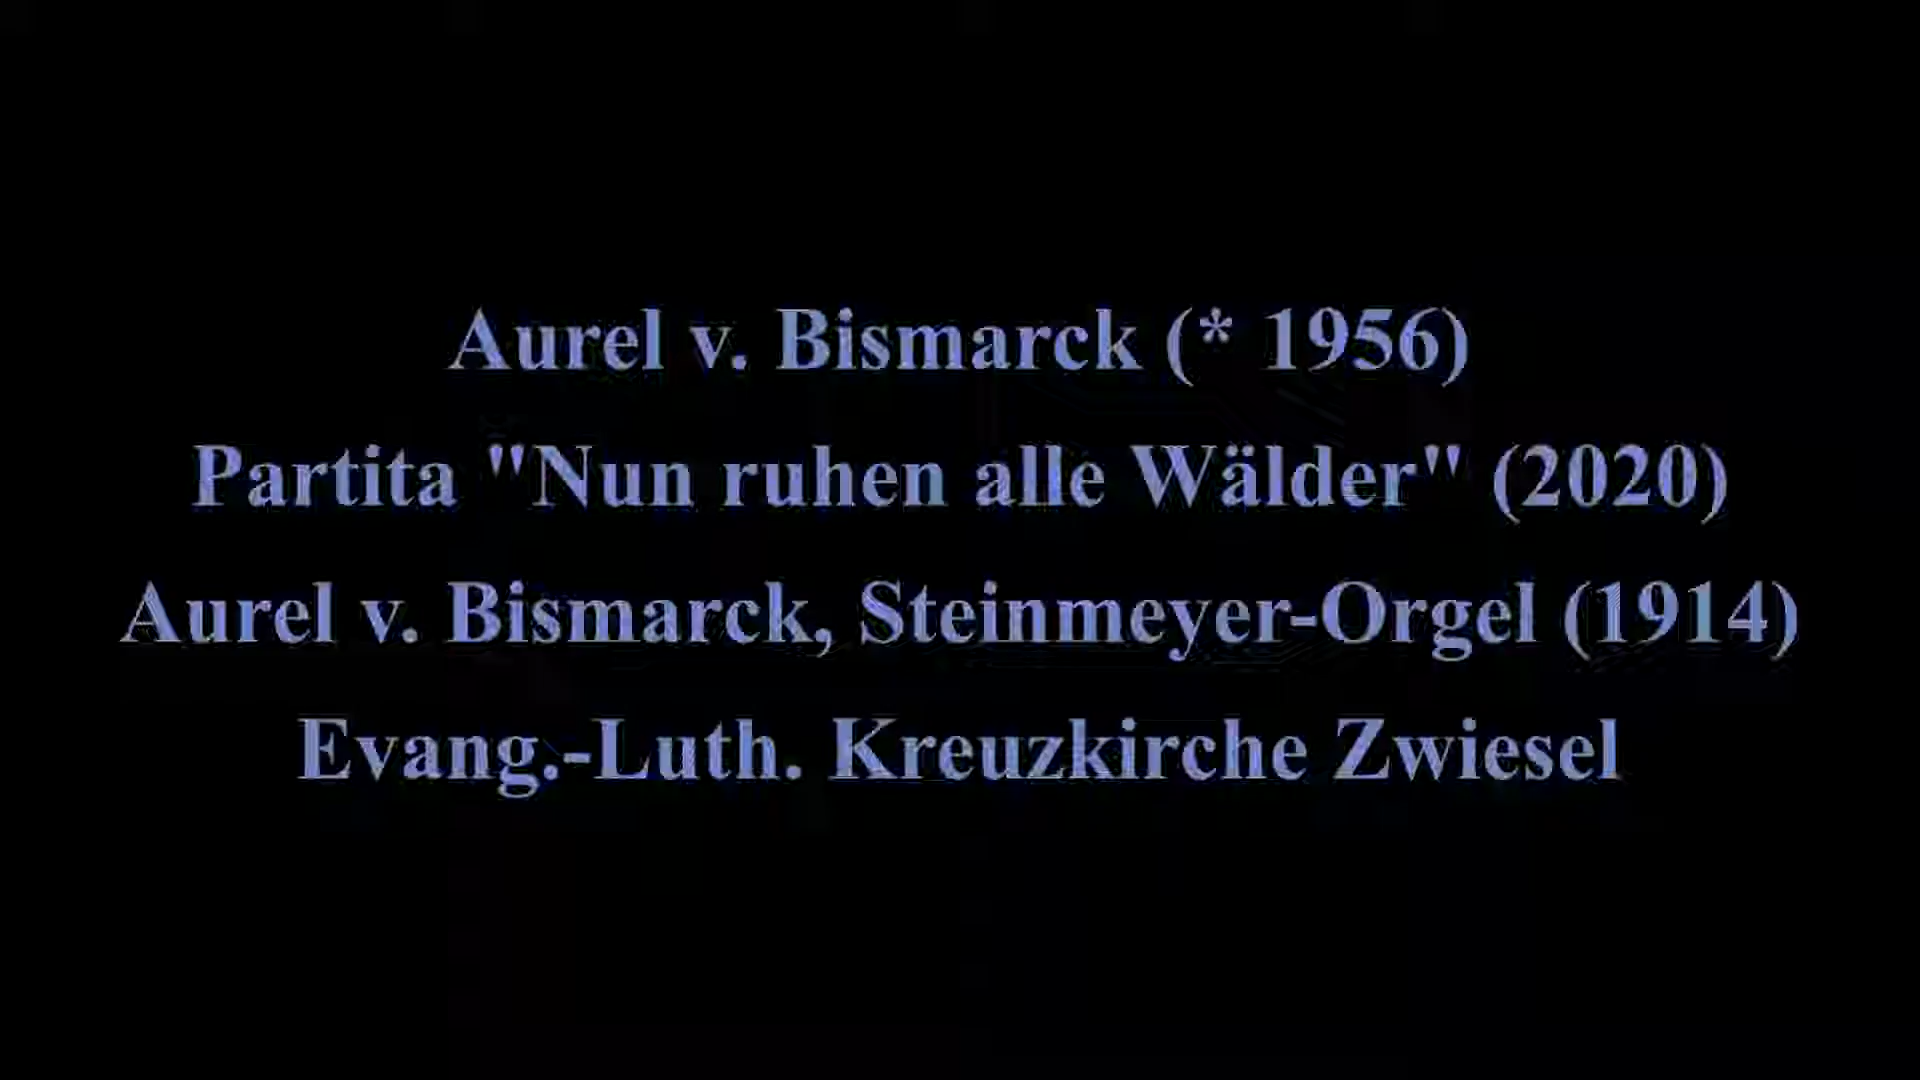 Aurel v. Bismarck (* 1956)
Partita "Nun ruhen alle Wälder" (2020)
Aurel v. Bismarck, Steinmeyer-Orgel (1914)
Evang.-Luth. Kreuzkirche Zwiesel